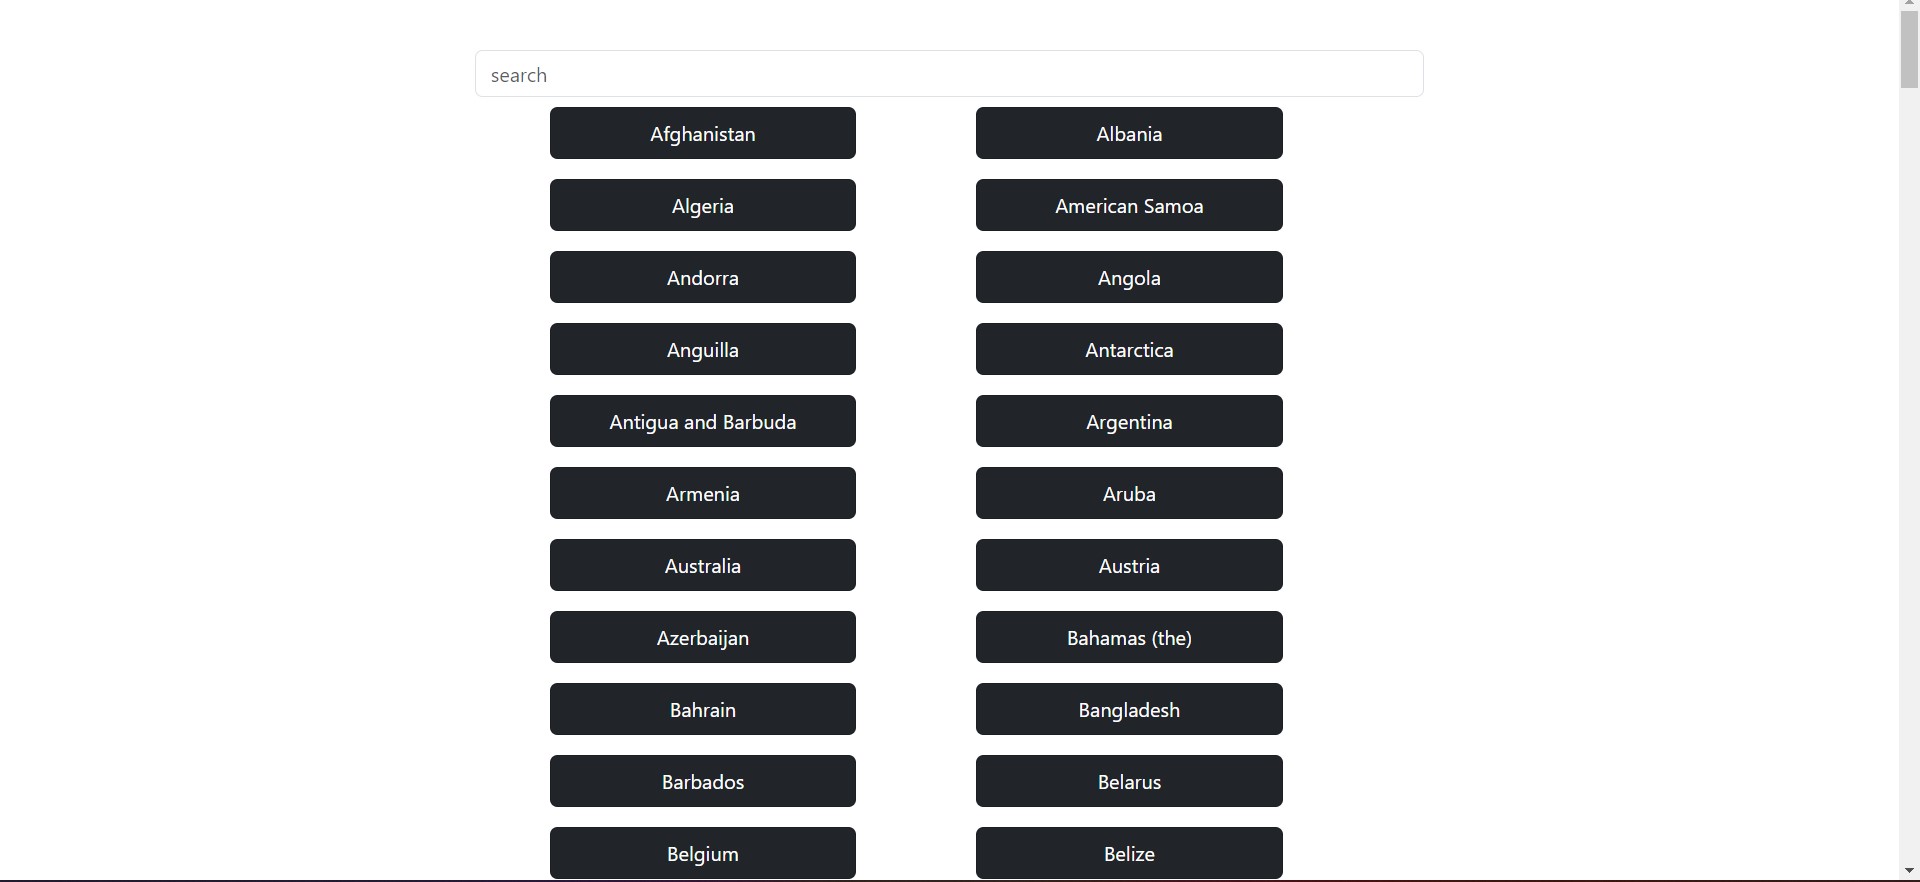 search
Afghanistan
Albania
Algeria
American Samoa
Andorra
Angola
Anguilla
Antarctica
Antigua and Barbuda
Argentina
Armenia
Aruba
Australia
Austria
Azerbaijan
Bahamas (the)
Bahrain
Bangladesh
Barbados
Belarus
Belgium
Belize